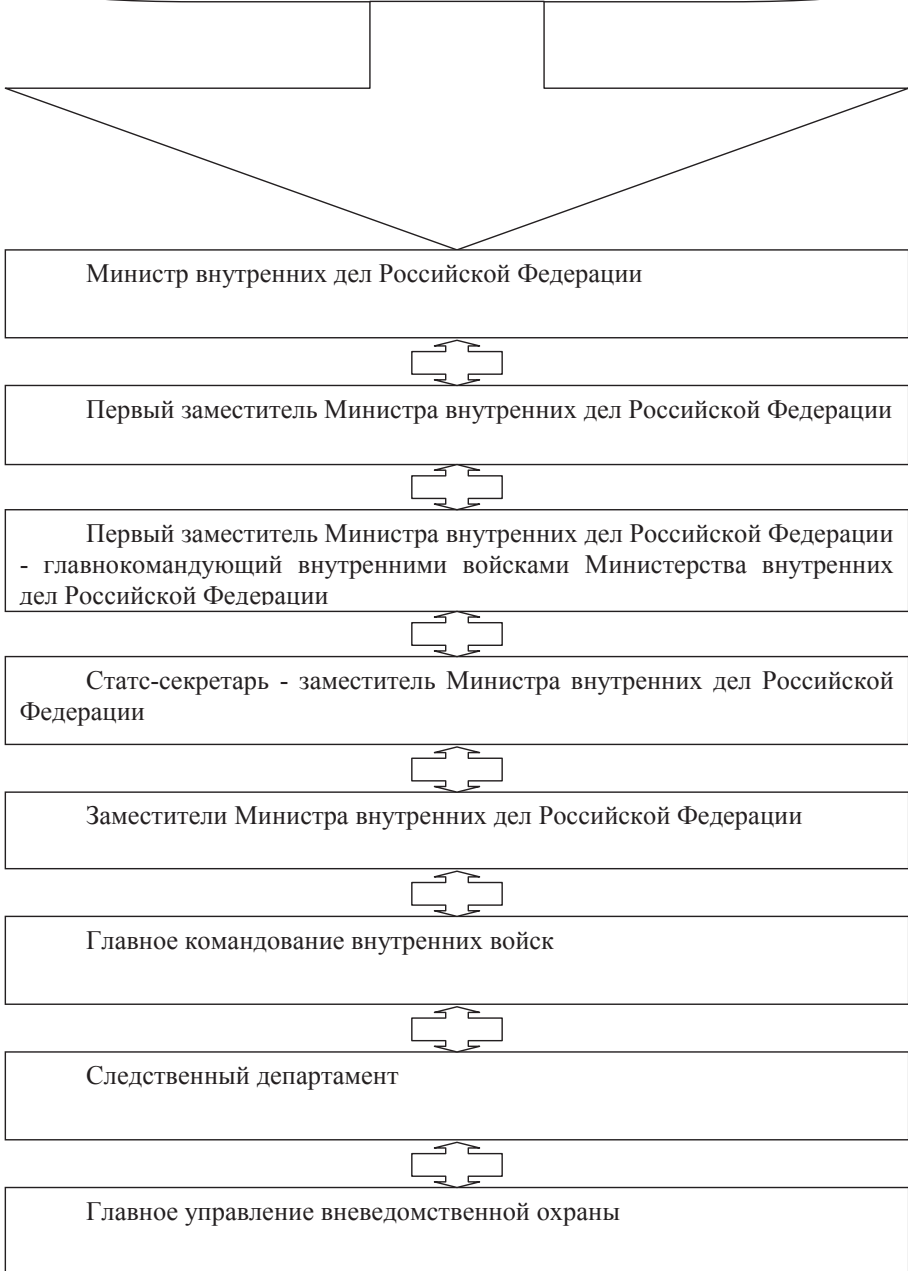 Министр внутренних дел Российской Федерации
Первый заместитель Министра внутренних дел Российской Федерации
Первый заместитель Министра внутренних дел Российской Федерации
- главнокомандующий внутренними войсками Министерства внутренних
дел Российской Федерации
Статс-секретарь - заместитель Министра внутренних дел Российской
Федерации
Заместители Министра внутренних дел Российской Федерации
Главное командование внутренних войск
Следственный департамент
Главное управление вневедомственной охраны